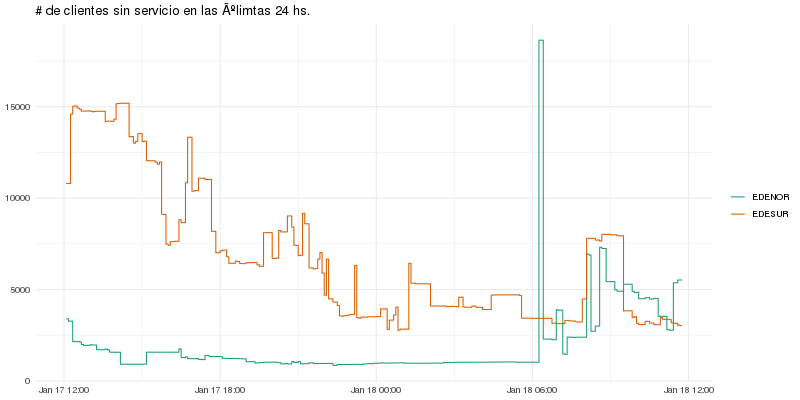 # de clientes sin servicio en las Ãºlimtas 24 hs.
15000
10000
5000
0
Jan 17 12:00 Jan 17 18:00 Jan 18 00:00 Jan 18 06:00 Jan 18 12:00
EDENOR
EDESUR